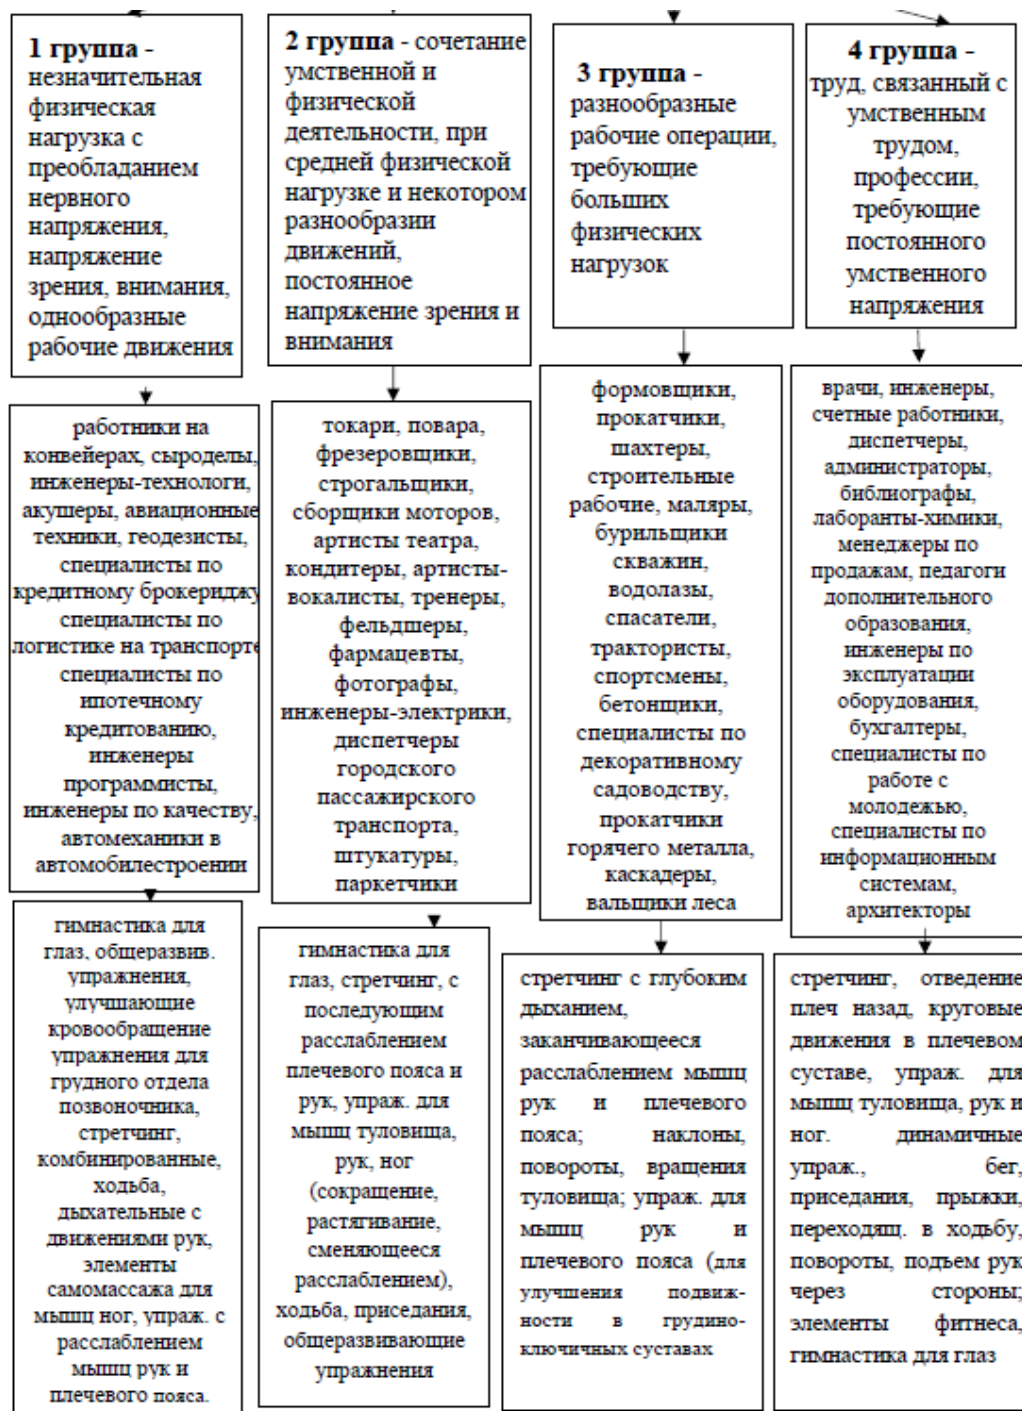 1 группа -
незначительная
физическая
нагрузка с
преобладанием
нервного
напряжения,
напряжение
зрения, внимания,
однообразные
рабочие движения
2 группа - сочетание
умственной и
физической
деятельности, при
средней физической
нагрузке и некотором
разнообразии
движений,
постоянное
напряжение зрения и
внимания
3 группа -
разнообразные
рабочие операции,
требующие
больших
физических
нагрузок
4 группа -
труд, связанный с
умственным
трудом,
профессии,
требующие
постоянного
умственного
напряжения
работники на
конвейерах, сыроделы,
инженеры-технологи,
акушеры, авиационные
техники, геодезисты,
специалисты по
кредитному брокериджу
специалисты по
логистике на транспорте
специалисты по
ипотечному
кредитованию,
инженеры
программисты,
инженеры по качеству,
автомеханики в
автомобилестроении
токари, повара,
фрезеровщики,
строгальщики,
сборщики моторов,
артисты театра,
кондитеры, артисты-
вокалисты, тренеры,
фельдшеры,
фармацевты,
фотографы,
инженеры-электрики,
диспетчеры
городского
пассажирского
транспорта,
штукатуры,
паркетчики
формовщики,
прокатчики,
шахтеры,
строительные
рабочие, маляры,
бурильщики
скважин,
водолазы,
спасатели,
трактористы,
спортсмены,
бетонщики,
специалисты по
декоративному
садоводству,
прокатчики
горячего металла,
каскадеры,
вальщики леса
врачи, инженеры,
счетные работники,
диспетчеры,
администраторы,
библиографы,
лаборанты-химики,
менеджеры по
продажам, педагоги
дополнительного
образования,
инженеры по
эксплуатации
оборудования,
бухгалтеры,
специалисты по
работе с
молодежью,
специалисты по
информационным
системам,
архитекторы
гимнастика для
глаз, общеразвив.
упражнения,
улучшающие
кровообращение
упражнения для
грудного отдела
позвоночника,
стретчинг,
комбинированные,
ходьба,
дыхательные с
движениями рук,
элементы
самомассажа для
мышц ног, упраж. с
расслаблением
мышц рук и
плечевого пояса.
гимнастика для
глаз, стретчинг, с
последующим
расслаблением
плечевого пояса и
рук, упраж. для
мышц туловища,
рук, ног
(сокращение,
растягивание,
сменяющееся
расслаблением),
ходьба, приседания,
общеразвивающие
упражнения
стретчинг с глубоким
дыханием,
заканчивающееся
расслаблением мышц
рук и плечевого
пояса; наклоны,
повороты, вращения
туловища; упраж. для
мышц рук и
плечевого пояса (для
улучшения подвиж-
ности в грудино-
ключичных суставах
стретчинг, отведение
плеч назад, круговые
движения в плечевом
суставе, упраж. для
мышц туловища, рук и
ног. динамичные
упраж., бег,
приседания, прыжки,
переходящ. в ходьбу,
повороты, подъем рук
через стороны;
элементы фитнеса,
гимнастика для глаз